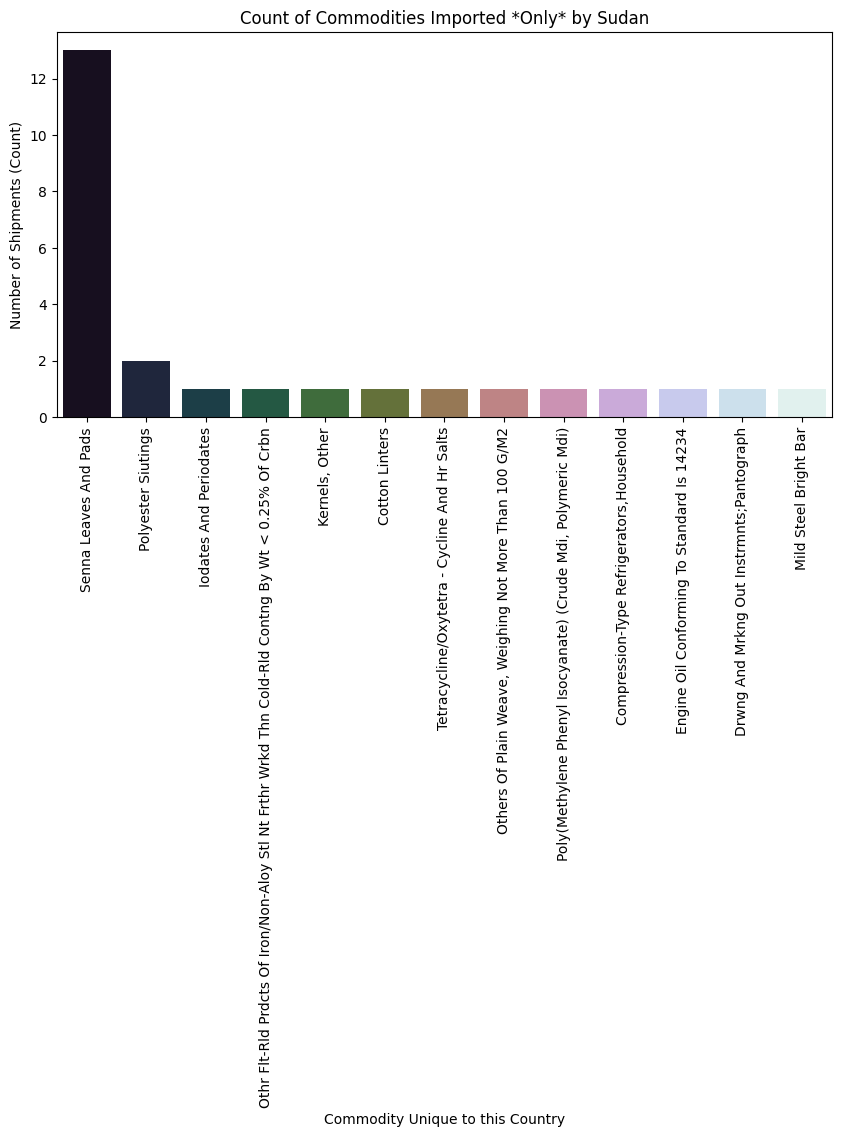 Count of Commodities Imported *Only* by Sudan
Number of Shipments (Count)
12
10
8
6
4
2
0
Senna Leaves And Pads
Polyester Siutings
Iodates And Periodates
Othr Flt-Rld Prdcts Of Iron/Non-Aloy Stl Nt Frthr Wrkd Thn Cold-Rld Contng By Wt < 0.25% Of Crbn
Kernels, Other
Cotton Linters
Tetracycline/Oxytetra - Cycline And Hr Salts
Others Of Plain Weave, Weighing Not More Than 100 G/M2
Poly(Methylene Phenyl Isocyanate) (Crude Mdi, Polymeric Mdi)
Compression-Type Refrigerators,Household
Engine Oil Conforming To Standard Is 14234
Drwng And Mrkng Out Instrmnts;Pantograph
Mild Steel Bright Bar
Commodity Unique to this Country